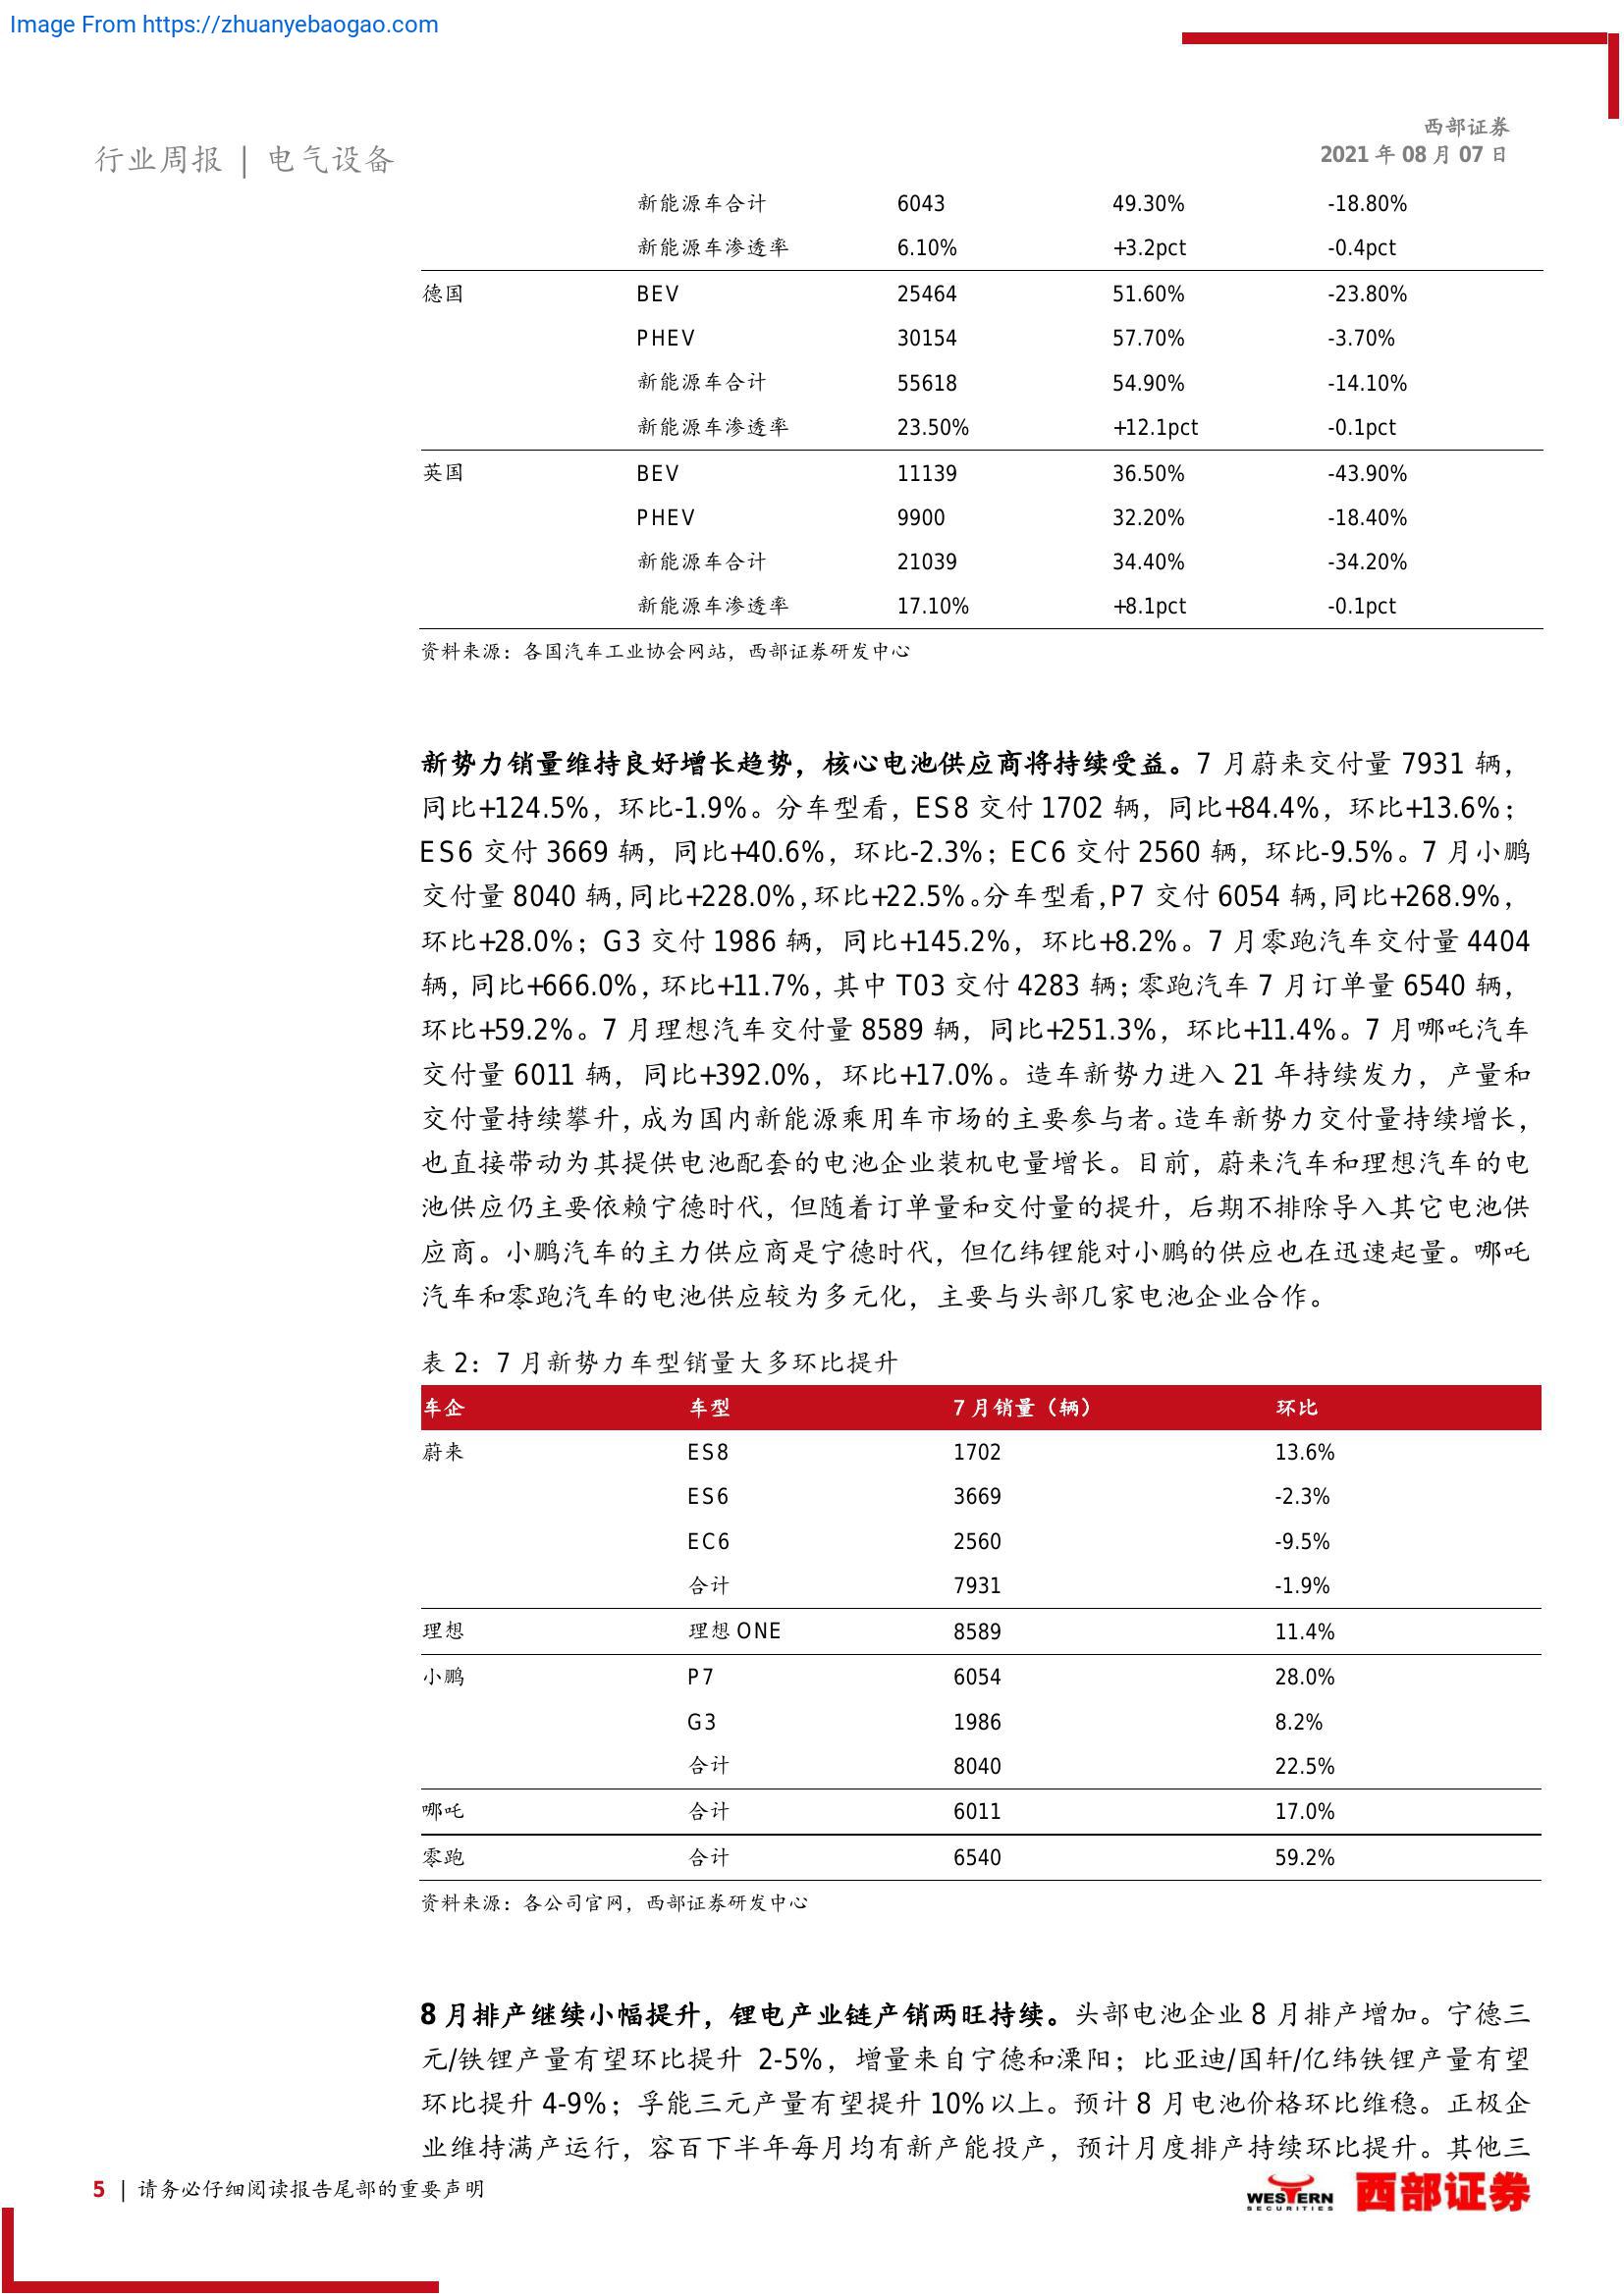 Image From https://zhuanyebaogao.com
西部证券
行业周报 | 电气设备
2021 年 08 月 07 日
新能源车合计 6043 49.30% -18.80%
新能源车渗透率 6.10% +3.2pct -0.4pct
德国 BEV 25464 51.60% -23.80%
PHEV 30154 57.70% -3.70%
新能源车合计 55618 54.90% -14.10%
新能源车渗透率 23.50% +12.1pct -0.1pct
英国 BEV 11139 36.50% -43.90%
PHEV 9900 32.20% -18.40%
新能源车合计 21039 34.40% -34.20%
新能源车渗透率 17.10% +8.1pct -0.1pct
资料来源：各国汽车工业协会网站，西部证券研发中心
新势力销量维持良好增长趋势，核心电池供应商将持续受益。7 月蔚来交付量 7931 辆，
同比+124.5%，环比-1.9%。分车型看，ES8 交付 1702 辆，同比+84.4%，环比+13.6%；
ES6 交付 3669 辆，同比+40.6%，环比-2.3%；EC6 交付 2560 辆，环比-9.5%。7 月小鹏
交付量 8040 辆，同比+228.0%，环比+22.5%。分车型看，P7 交付 6054 辆，同比+268.9%，
环比+28.0%；G3 交付 1986 辆，同比+145.2%，环比+8.2%。7 月零跑汽车交付量 4404
辆，同比+666.0%，环比+11.7%，其中 T03 交付 4283 辆；零跑汽车 7 月订单量 6540 辆，
环比+59.2%。7 月理想汽车交付量 8589 辆，同比+251.3%，环比+11.4%。7 月哪吒汽车
交付量 6011 辆，同比+392.0%，环比+17.0%。造车新势力进入 21 年持续发力，产量和
交付量持续攀升，成为国内新能源乘用车市场的主要参与者。造车新势力交付量持续增长，
也直接带动为其提供电池配套的电池企业装机电量增长。目前，蔚来汽车和理想汽车的电
池供应仍主要依赖宁德时代，但随着订单量和交付量的提升，后期不排除导入其它电池供
应商。小鹏汽车的主力供应商是宁德时代，但亿纬锂能对小鹏的供应也在迅速起量。哪吒
汽车和零跑汽车的电池供应较为多元化，主要与头部几家电池企业合作。
表 2：7 月新势力车型销量大多环比提升
车企 车型 7 月销量（辆） 环比
蔚来 ES8 1702 13.6%
ES6 3669 -2.3%
EC6 2560 -9.5%
合计 7931 -1.9%
理想 理想 ONE 8589 11.4%
小鹏 P7 6054 28.0%
G3 1986 8.2%
合计 8040 22.5%
哪吒 合计 6011 17.0%
零跑 合计 6540 59.2%
资料来源：各公司官网，西部证券研发中心
8 月排产继续小幅提升，锂电产业链产销两旺持续。头部电池企业 8 月排产增加。宁德三
元/铁锂产量有望环比提升 2-5%，增量来自宁德和溧阳；比亚迪/国轩/亿纬铁锂产量有望
环比提升 4-9%；孚能三元产量有望提升 10%以上。预计 8 月电池价格环比维稳。正极企
业维持满产运行，容百下半年每月均有新产能投产，预计月度排产持续环比提升。其他三
5 | 请务必仔细阅读报告尾部的重要声明
WESTERN
SECURITIES
西部证券